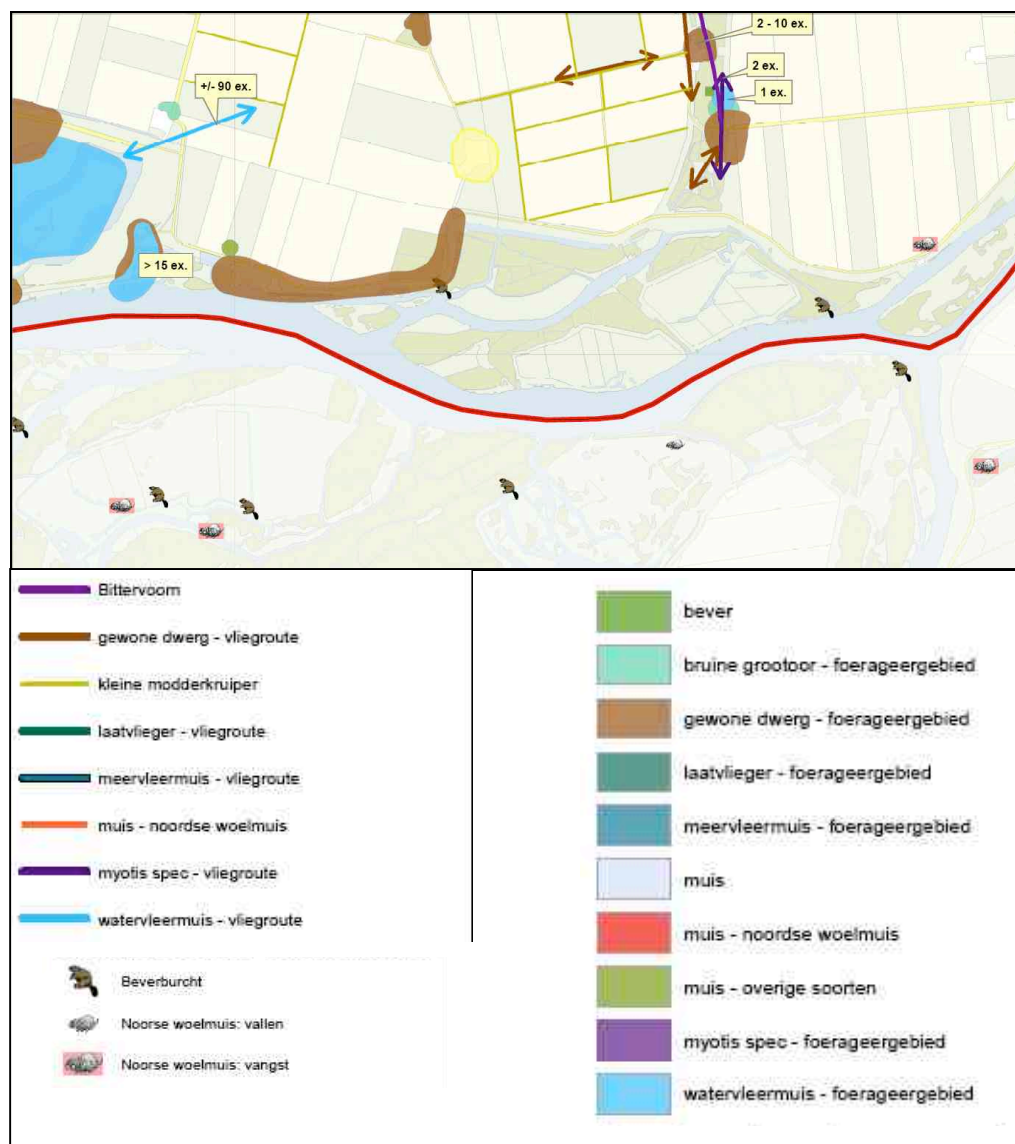 2 - 10 ex.
2 ex.
+/- 90 ex.
1 ex.
> 15 ex.
Bittervoorn
gewone dwerg - vliegroute
kleine modderkruiper
laatvlieger - vliegroute
meervleermuis - vliegroute
muis - noordse woelmuis
myotis spec - vliegroute
watervleermuis - vliegroute
Beverburcht
Noorse woelmuis: vallen
Noorse woelmuis: vangst
bever
bruine grootoor - foerageergebied
gewone dwerg - foerageergebied
laatvlieger - foerageergebied
meervleermuis - foerageergebied
muis
muis - noordse woelmuis
muis - overige soorten
myotis spec - foerageergebied
watervleermuis - foerageergebied